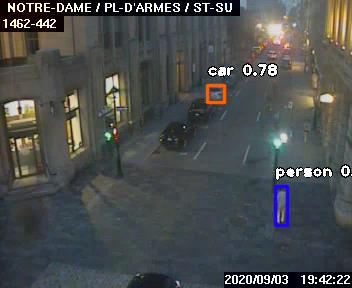 NOTRE-DAME / PL-D'ARMES / ST-SU
1462-442
car 0.78
person 0.
2020/09/03 19:42:22